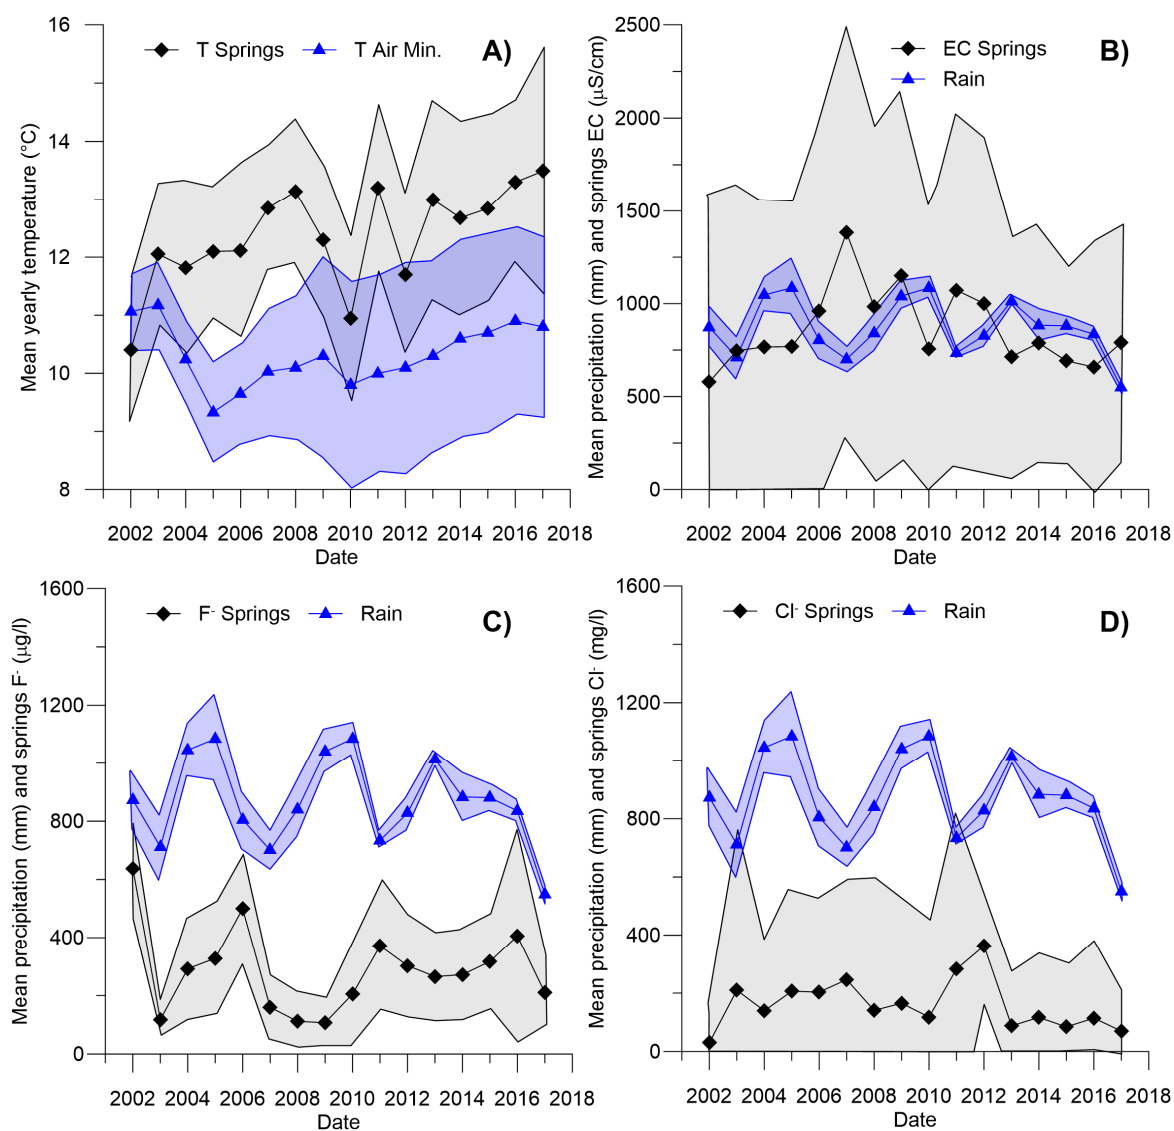 16
14
12
10
8
Mean yearly temperature (°C)
T Springs
T Air Min.
A)
2002 2004 2006 2008 2010 2012 2014 2016 2018
Date
2500
2000
1500
1000
500
0
Mean precipitation (mm) and springs EC (μS/cm)
EC Springs
Rain
B)
2002 2004 2006 2008 2010 2012 2014 2016 2018
Date
1600
1200
800
400
0
Mean precipitation (mm) and springs F⁻ (μg/l)
F⁻ Springs
Rain
C)
2002 2004 2006 2008 2010 2012 2014 2016 2018
Date
1600
1200
800
400
0
Mean precipitation (mm) and springs Cl⁻ (mg/l)
Cl⁻ Springs
Rain
D)
2002 2004 2006 2008 2010 2012 2014 2016 2018
Date